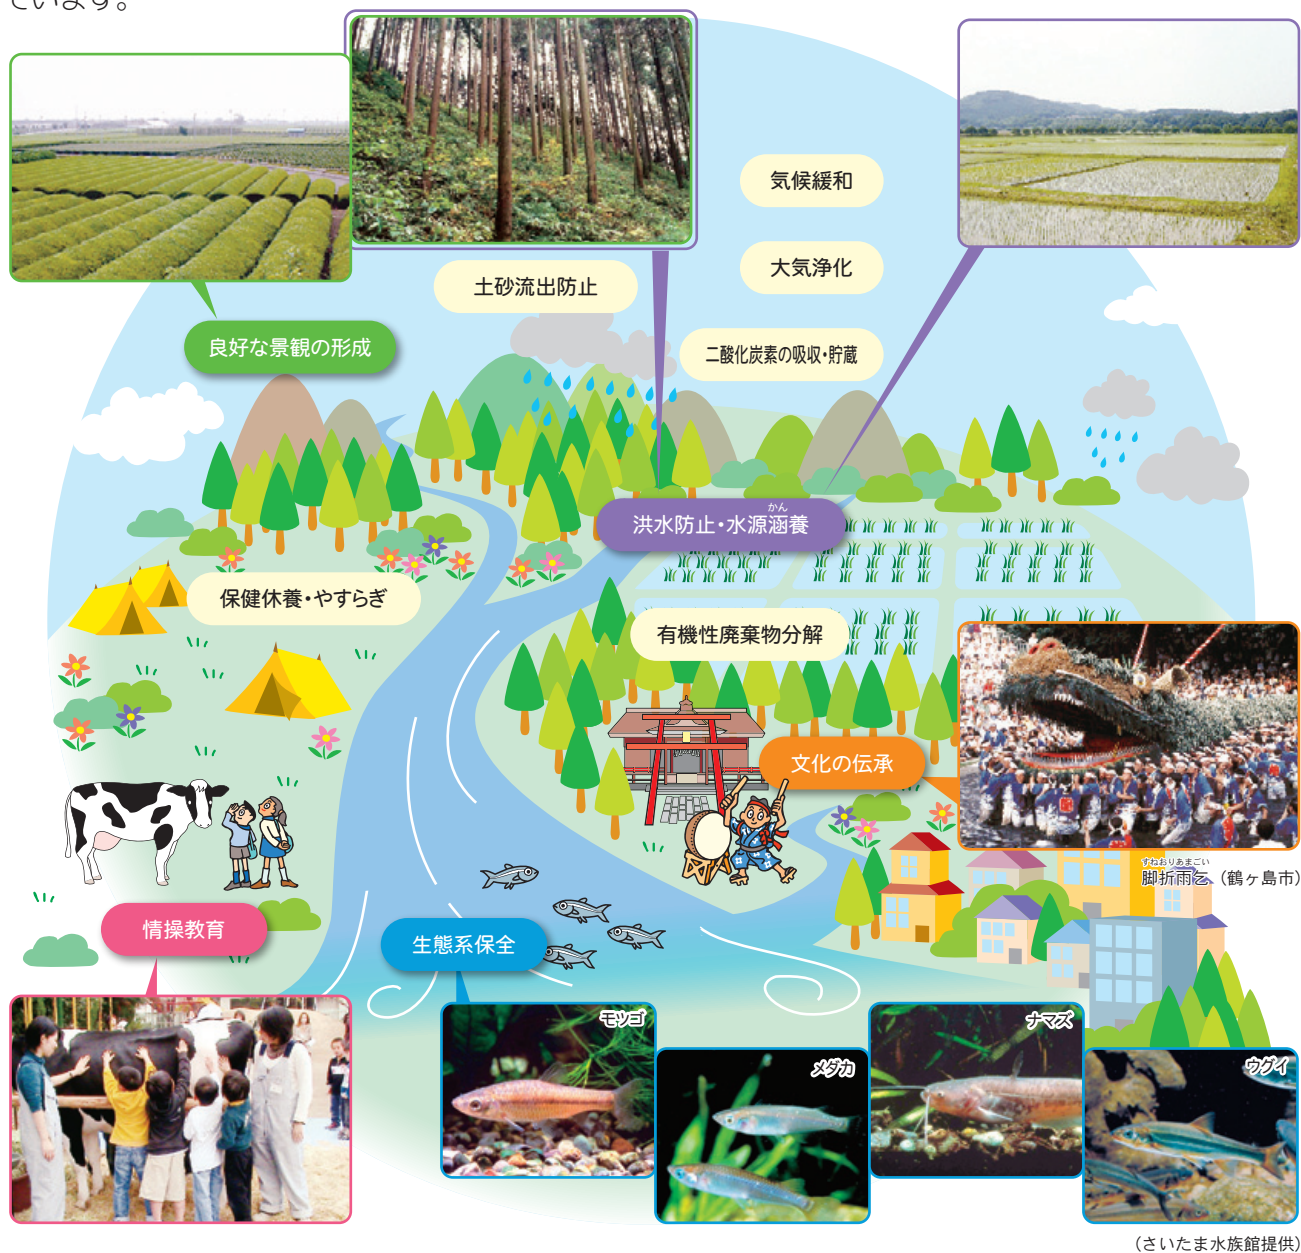 ています。
気候緩和
大気浄化
土砂流出防止
二酸化炭素の吸収・貯蔵
良好な景観の形成
かん
洪水防止・水源涵養
保健休養・やすらぎ
有機性廃棄物分解
文化の伝承
すねおりあまごい
脚折雨乞（鶴ヶ島市）
情操教育
生態系保全
モツゴ
メダカ
ナマズ
ウグイ
（さいたま水族館提供）